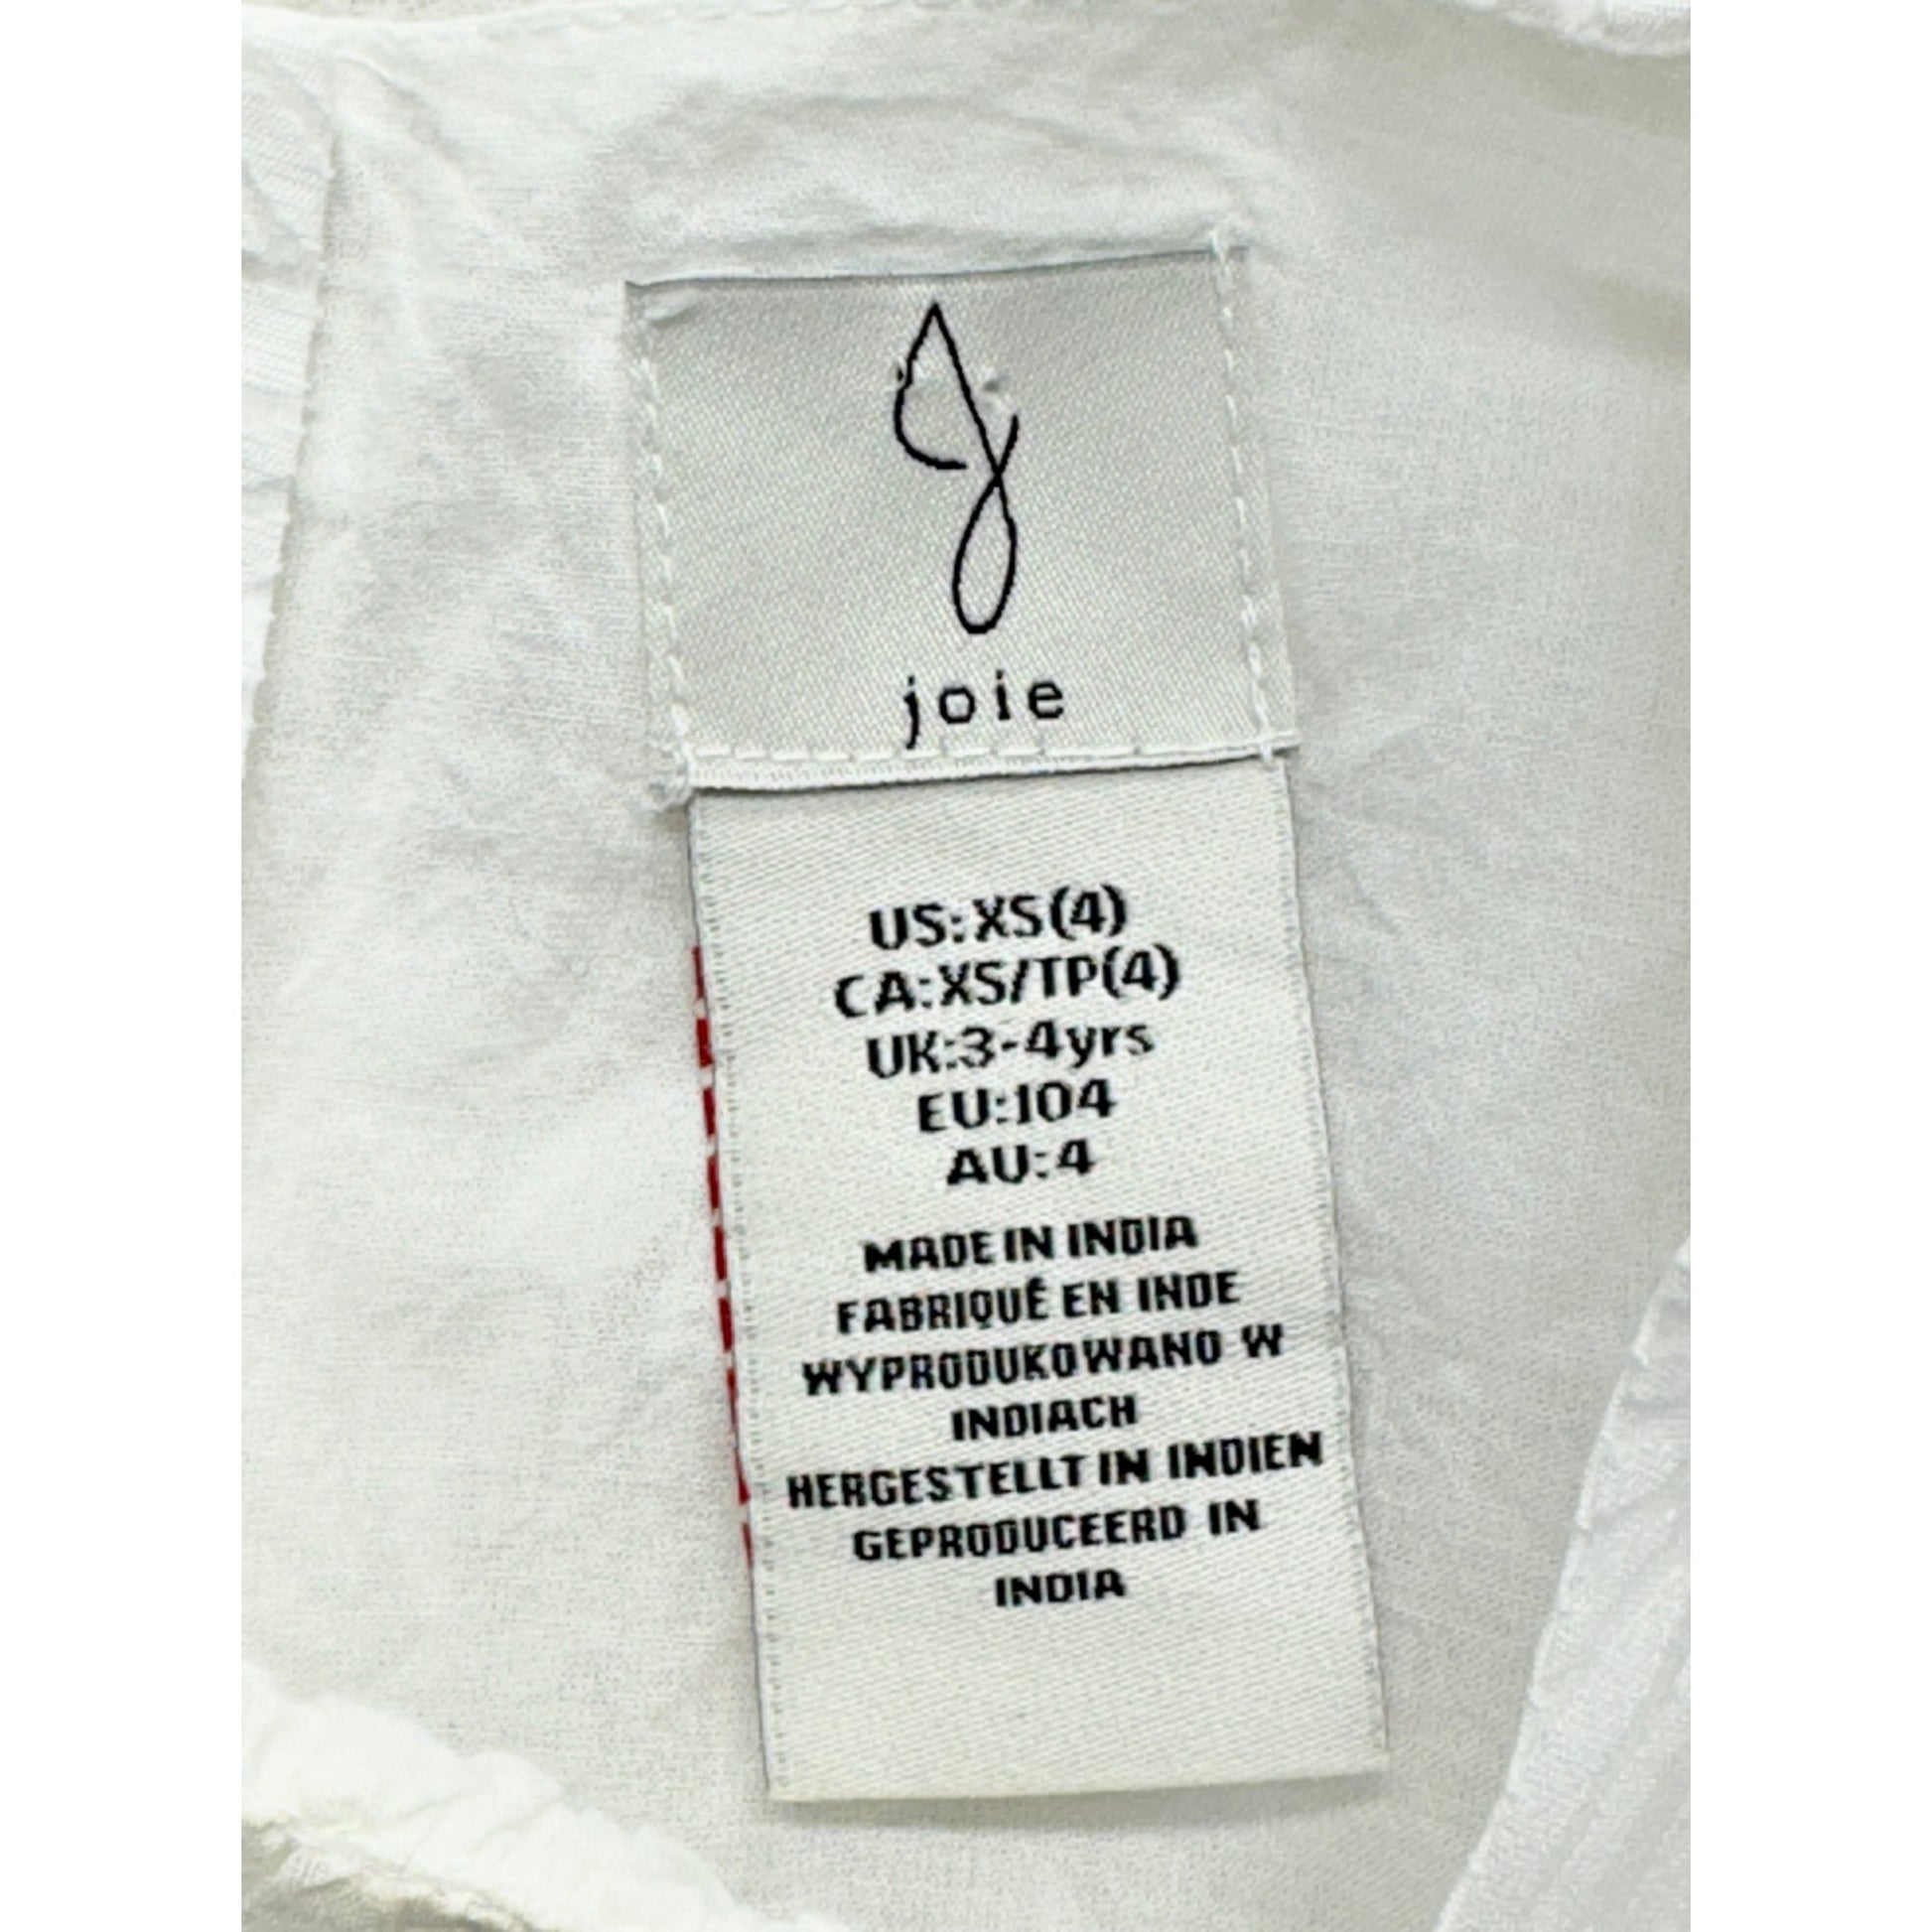 joie
US:XS(4)
CA:XS/TP(4)
UK:3-4yrs
EU:104
AU:4
MADE IN INDIA
FABRIQUÉ EN INDE
WYPRODUKOWANO W
INDIACH
HERGESTELLT IN INDIEN
GEPRODUCEERD IN
INDIA